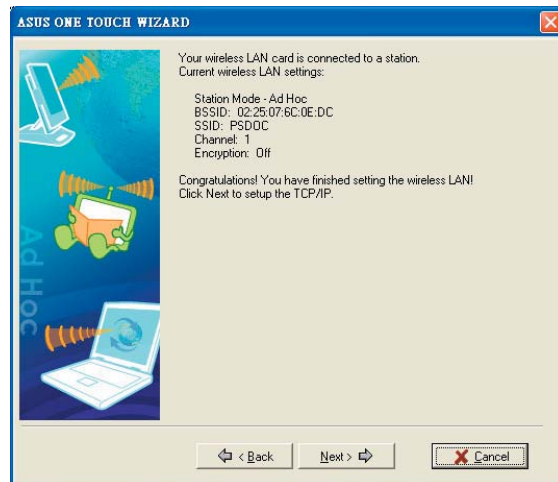 ASUS ONE TOUCH WIZARD
Your wireless LAN card is connected to a station.
Current wireless LAN settings:
Station Mode - Ad Hoc
BSSID: 02:25:07:6C:0E:DC
SSID: PSDOC
Channel: 1
Encryption: Off
Congratulations! You have finished setting the wireless LAN!
Click Next to setup the TCP/IP.
Ad Hoc
< Back
Next >
Cancel